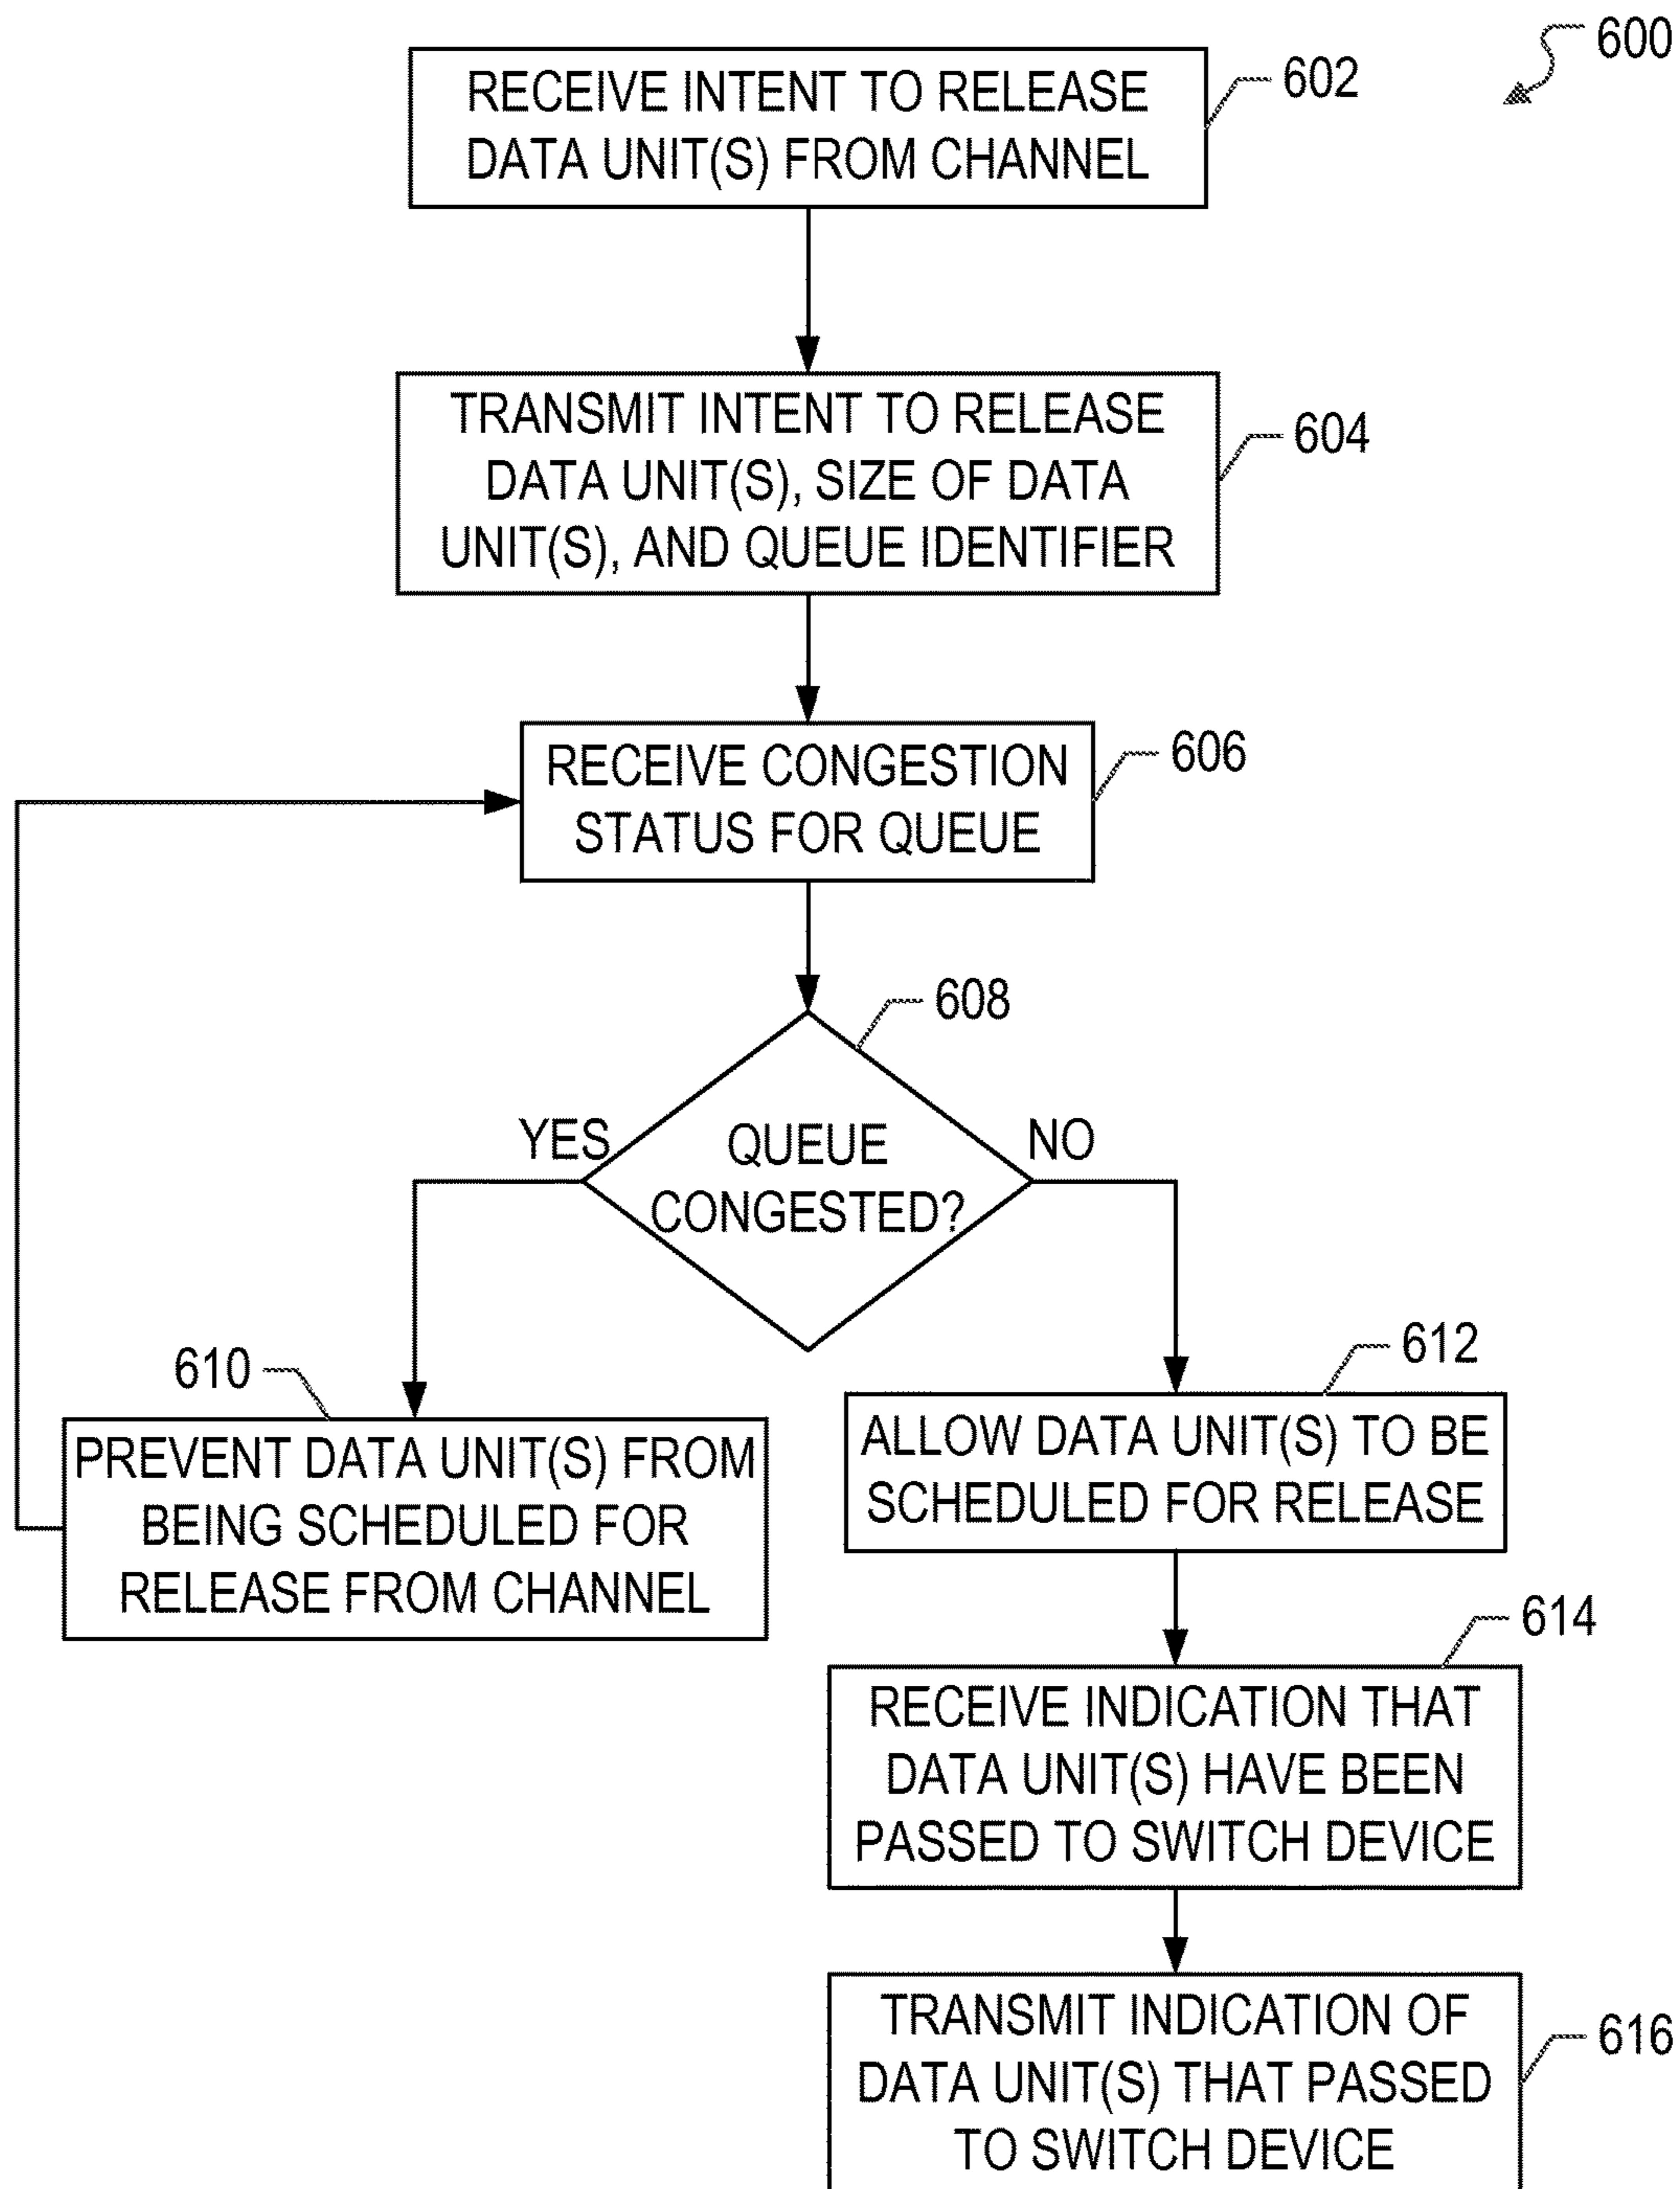 600
RECEIVE INTENT TO RELEASE
DATA UNIT(S) FROM CHANNEL
602
TRANSMIT INTENT TO RELEASE
DATA UNIT(S), SIZE OF DATA
UNIT(S), AND QUEUE IDENTIFIER
604
RECEIVE CONGESTION
STATUS FOR QUEUE
606
608
QUEUE
CONGESTED?
YES
NO
610
PREVENT DATA UNIT(S) FROM
BEING SCHEDULED FOR
RELEASE FROM CHANNEL
612
ALLOW DATA UNIT(S) TO BE
SCHEDULED FOR RELEASE
614
RECEIVE INDICATION THAT
DATA UNIT(S) HAVE BEEN
PASSED TO SWITCH DEVICE
TRANSMIT INDICATION OF
DATA UNIT(S) THAT PASSED
TO SWITCH DEVICE
616